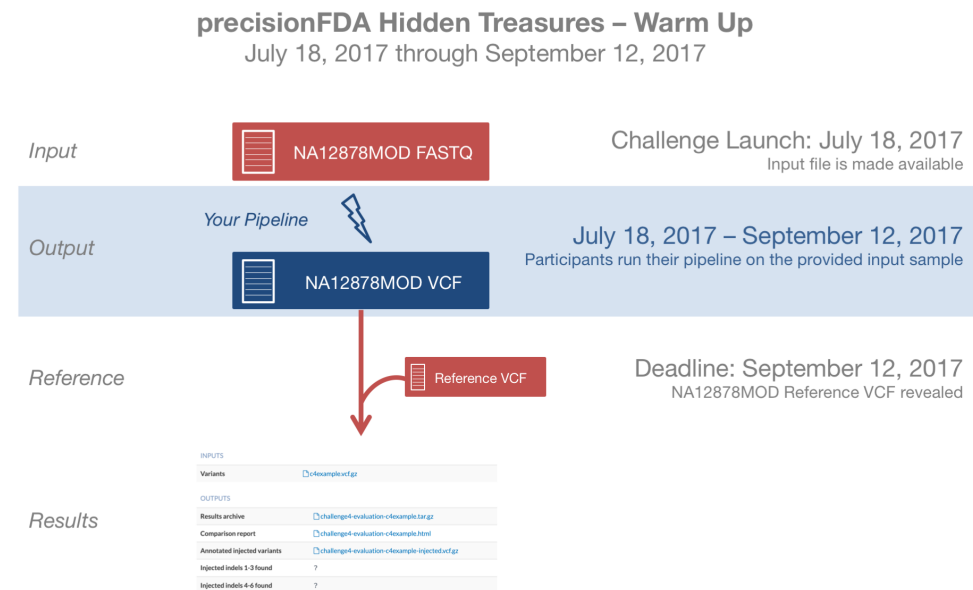 precisionFDA Hidden Treasures – Warm Up
July 18, 2017 through September 12, 2017
Input
NA12878MOD FASTQ
Challenge Launch: July 18, 2017
Input file is made available
Your Pipeline
Output
July 18, 2017 – September 12, 2017
Participants run their pipeline on the provided input sample
NA12878MOD VCF
Reference
Reference VCF
Deadline: September 12, 2017
NA12878MOD Reference VCF revealed
Results
INPUTS
Variants c4example.vcf.gz
OUTPUTS
Results archive challenge4-evaluation-c4example.tar.gz
Comparison report challenge4-evaluation-c4example.html
Annotated injected variants challenge4-evaluation-c4example-injected.vcf.gz
Injected indels 1-3 found ?
Injected indels 4-6 found ?